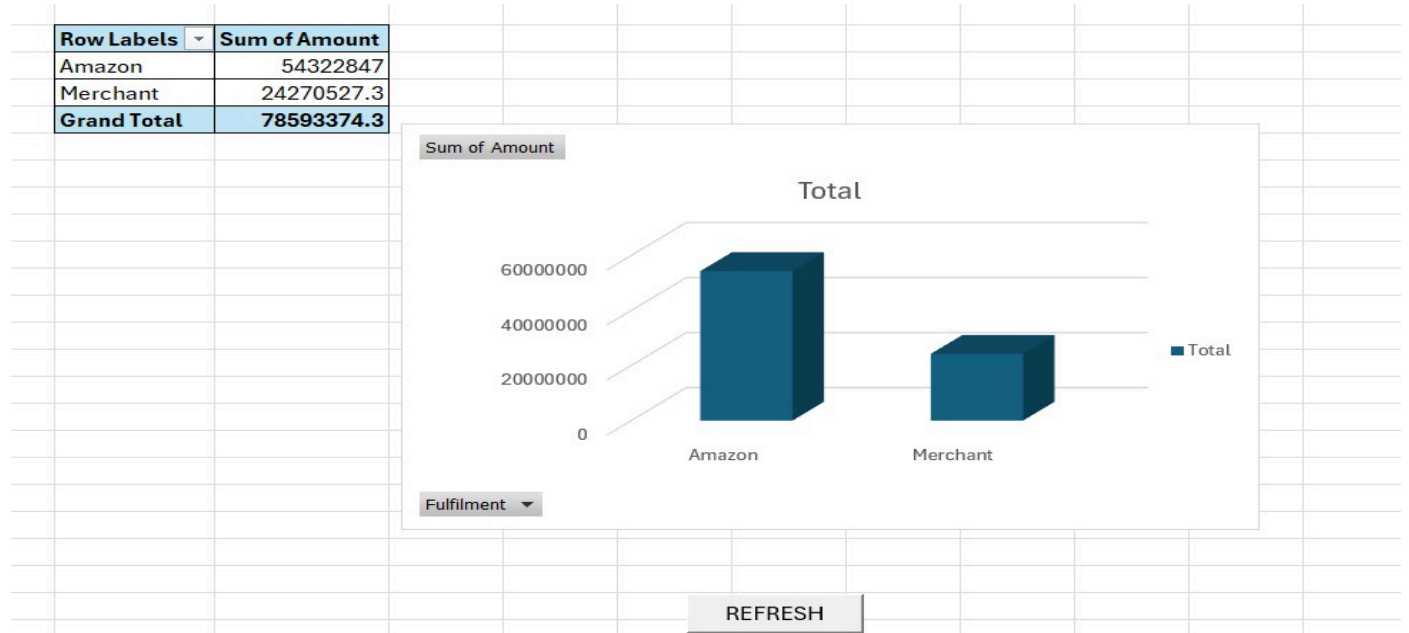 Row Labels Sum of Amount
Amazon 54322847
Merchant 24270527.3
Grand Total 78593374.3
Sum of Amount
Total
60000000
40000000
20000000
0
Total
Amazon Merchant
Fulfilment
REFRESH